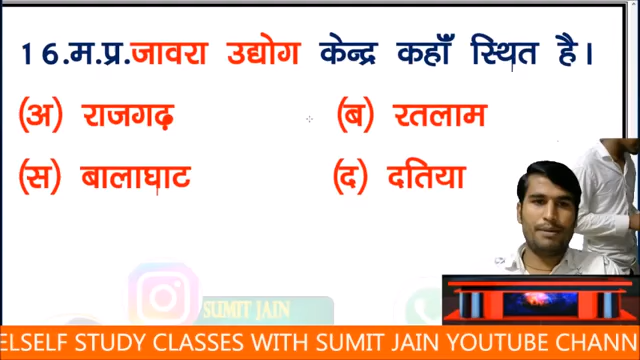 16.म.प्र.जावरा उद्योग केन्द्र कहाँ स्थित है।
(अ) राजगढ़ (ब) रतलाम
(स) बालाघाट (द) दतिया
SUMIT JAIN
ELSELF STUDY CLASSES WITH SUMIT JAIN YOUTUBE CHANN